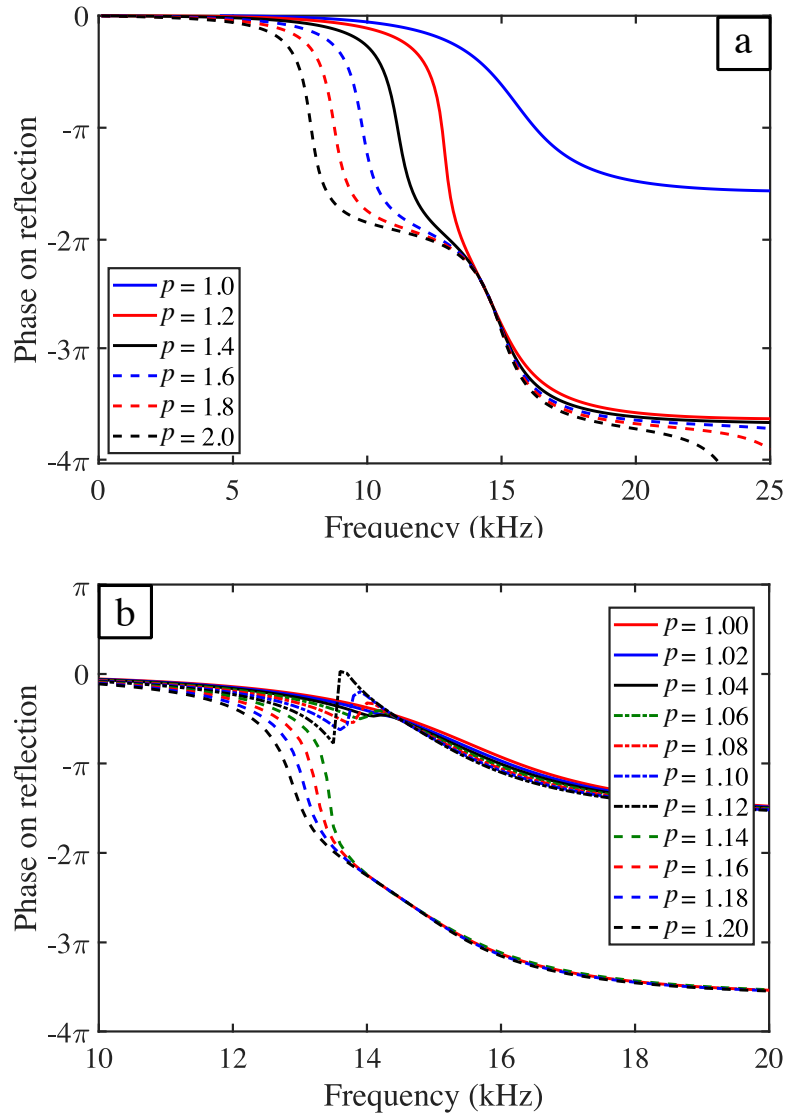 a
0
-π
-2π
-3π
-4π
Phase on reflection
p = 1.0
p = 1.2
p = 1.4
p = 1.6
p = 1.8
p = 2.0
0 5 10 15 20 25
Frequency (kHz)
b
π
0
-π
-2π
-3π
-4π
Phase on reflection
p = 1.00
p = 1.02
p = 1.04
p = 1.06
p = 1.08
p = 1.10
p = 1.12
p = 1.14
p = 1.16
p = 1.18
p = 1.20
10 12 14 16 18 20
Frequency (kHz)